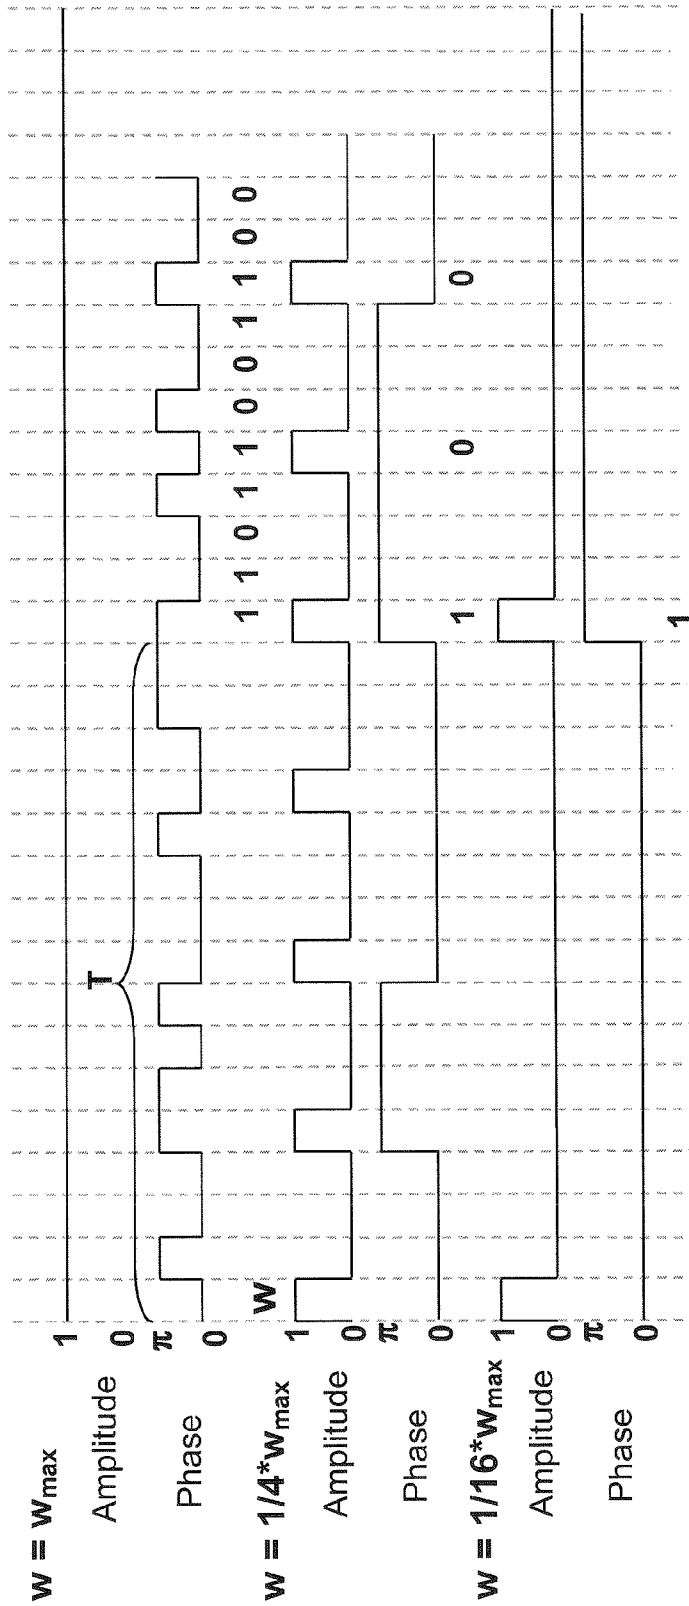 w = w_max
1
Amplitude 0
T
π
Phase 0
1 1 0 1 1 0 0 1 1 0 0
w = 1/4*w_max
W
1
Amplitude 0
π
Phase 0
1 0 0
w = 1/16*w_max
1
Amplitude 0
π
Phase 0
1